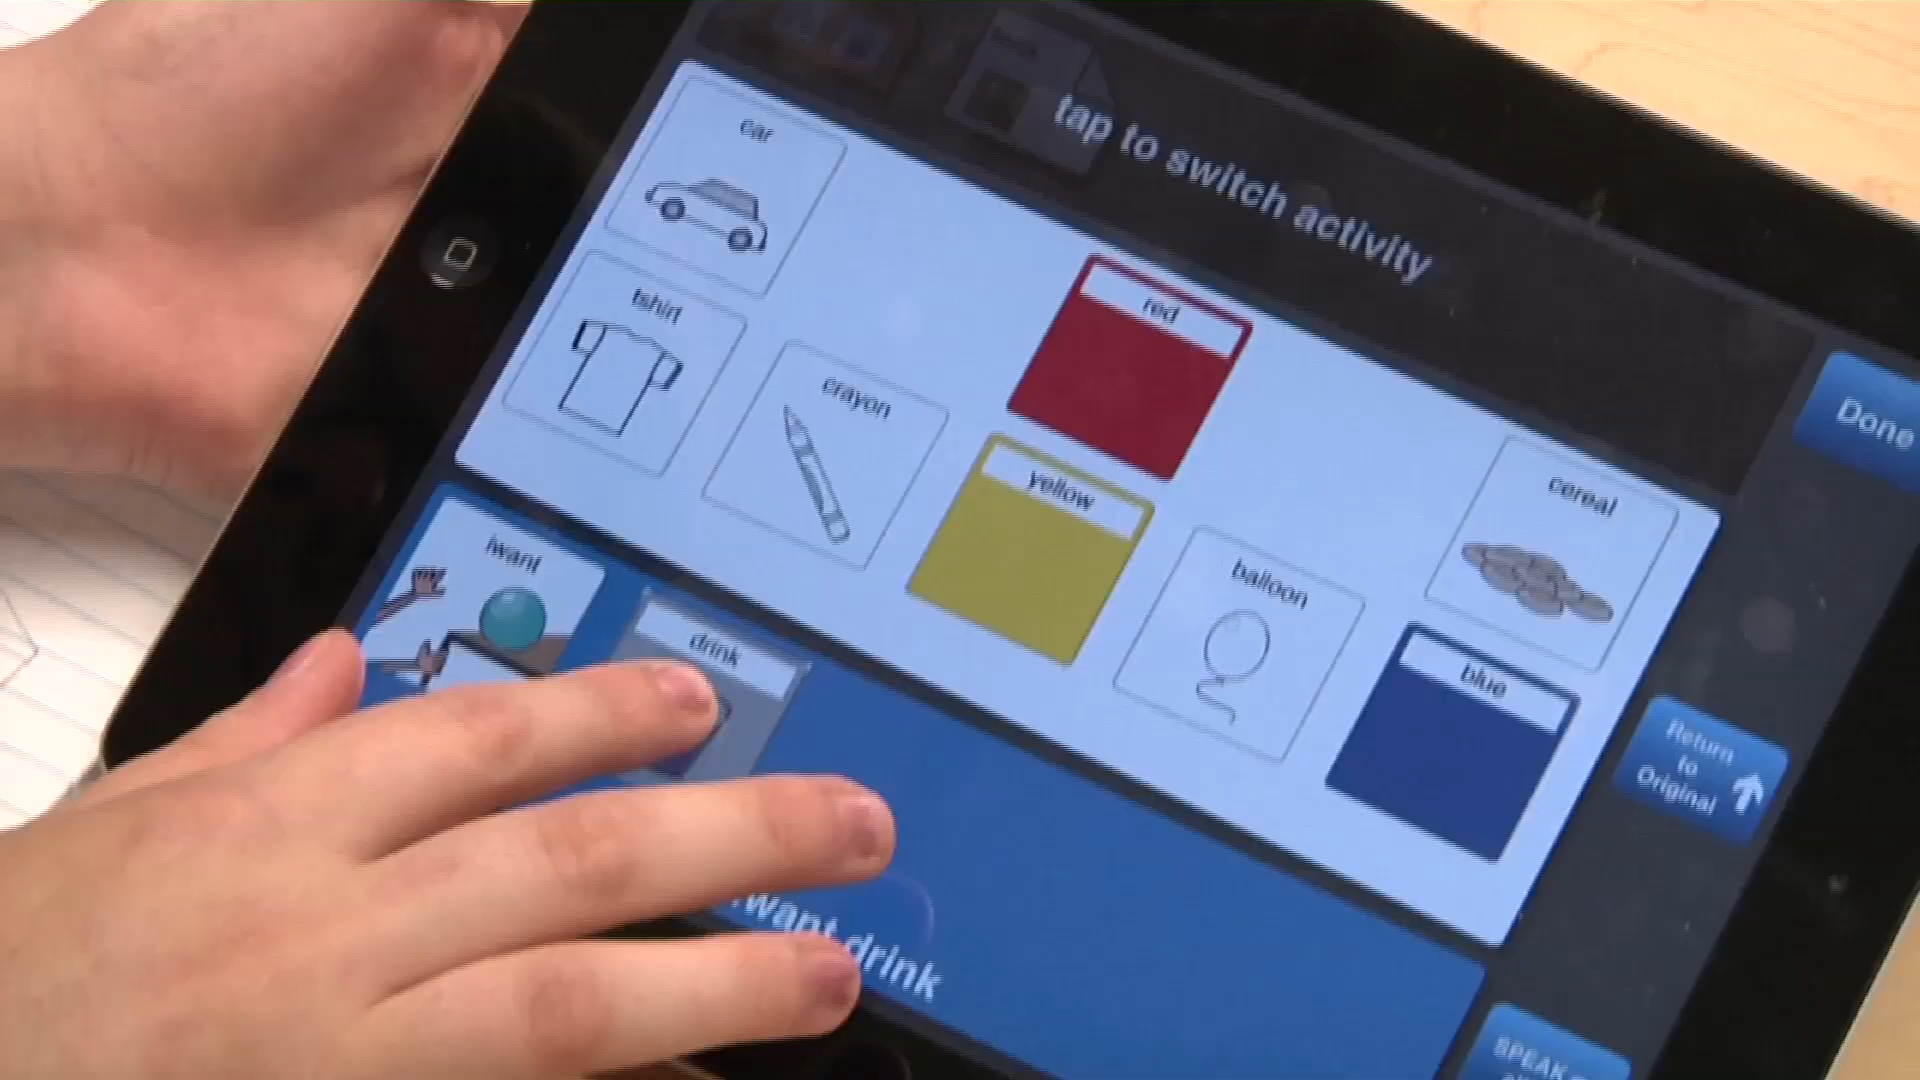 tap to switch activity
car
red
Done
tshirt
crayon
yellow
cereal
balloon
blue
iwant
drink
Return
to
Original
want drink
SPEAK